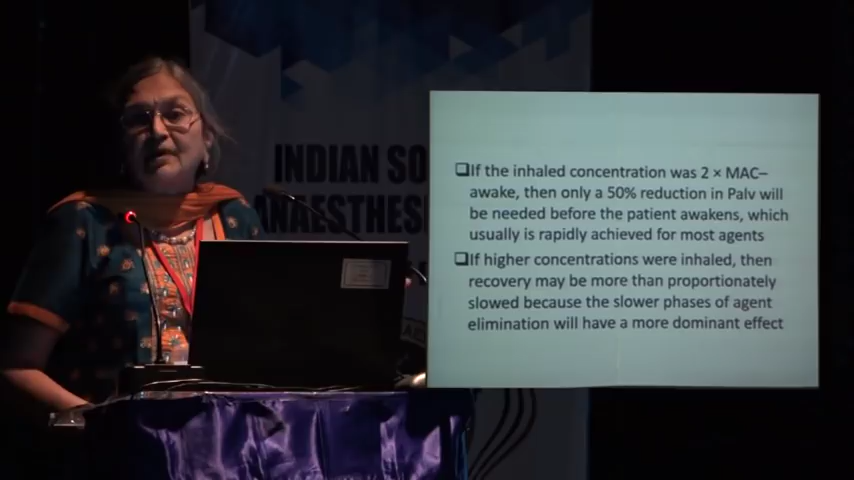 INDIAN SO
ANAESTHES
❑If the inhaled concentration was 2 × MAC–
awake, then only a 50% reduction in Palv will
be needed before the patient awakens, which
usually is rapidly achieved for most agents
❑If higher concentrations were inhaled, then
recovery may be more than proportionately
slowed because the slower phases of agent
elimination will have a more dominant effect